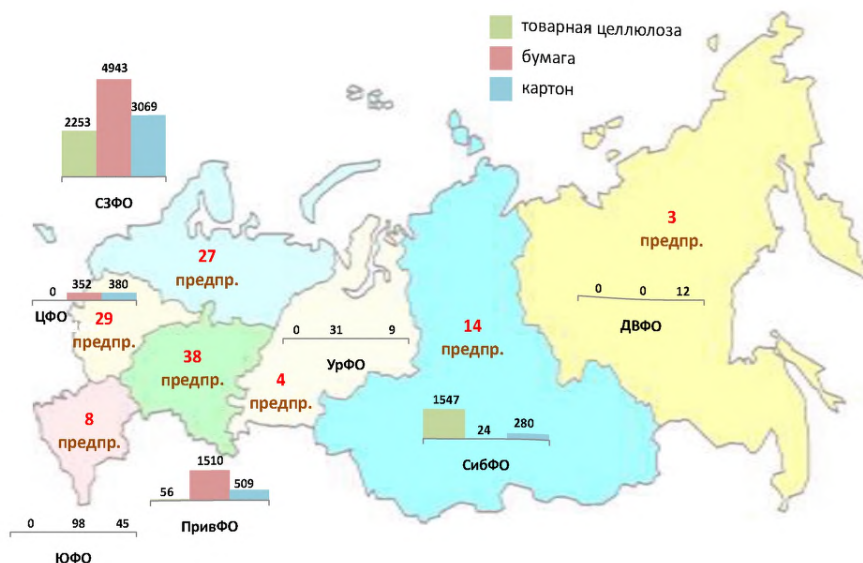 товарная целлюлоза
бумага
картон
4943
2253
3069
СЗФО
27
предпр.
3
предпр.
0 352 380
ЦФО
29
предпр.
0 0 12
ДВФО
38
предпр.
0 31 9
УрФО
14
предпр.
4
предпр.
8
предпр.
1547
24
280
СибФО
1510
56
509
ПривФО
0 98 45
ЮФО